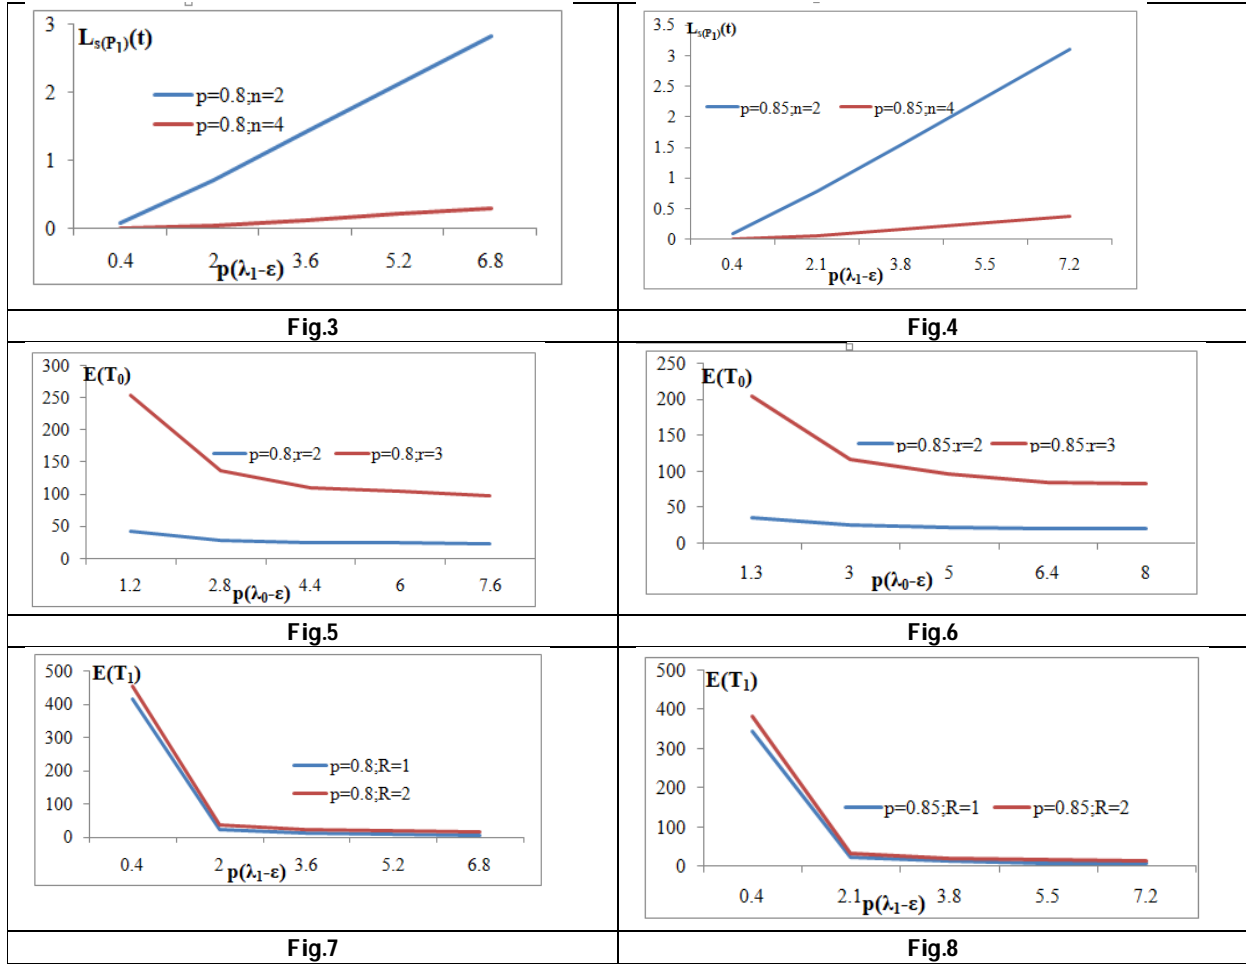 3
L_s(P_1)(t)
2
p=0.8;n=2
p=0.8;n=4
1
0
0.4 2 3.6 5.2 6.8
p(λ₁-ε)
Fig.3
3.5
L_s(P_1)(t)
3
2.5
2
p=0.85;n=2 p=0.85;n=4
1.5
1
0.5
0
0.4 2.1 3.8 5.5 7.2
p(λ₁-ε)
Fig.4
300
E(T₀)
250
200
p=0.8;r=2 p=0.8;r=3
150
100
50
0
1.2 2.8 4.4 6 7.6
p(λ₀-ε)
Fig.5
250
E(T₀)
200
150
p=0.85;r=2 p=0.85;r=3
100
50
0
1.3 3 5 6.4 8
p(λ₀-ε)
Fig.6
500
E(T₁)
400
300
200
p=0.8;R=1
p=0.8;R=2
100
0
0.4 2 3.6 5.2 6.8
p(λ₁-ε)
Fig.7
500
E(T₁)
400
300
200
p=0.85;R=1 p=0.85;R=2
100
0
0.4 2.1 3.8 5.5 7.2
p(λ₁-ε)
Fig.8